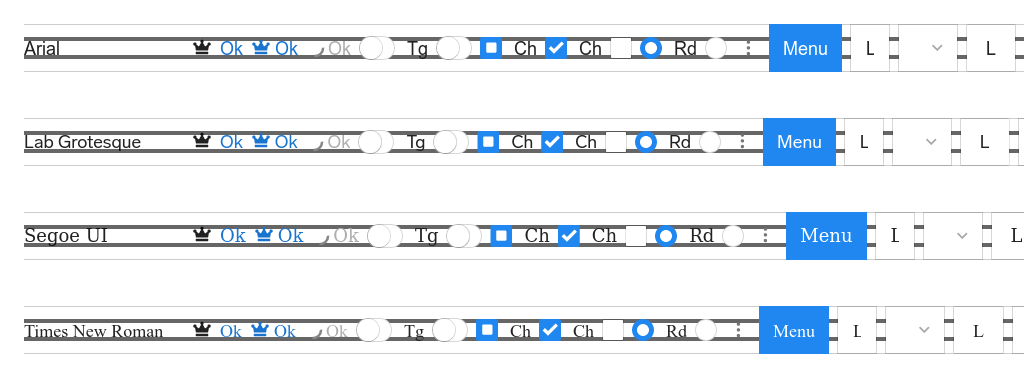 Arial Ok Ok Ok Tg Ch Ch Rd Menu L L
Lab Grotesque Ok Ok Ok Tg Ch Ch Rd Menu L L
Segoe UI Ok Ok Ok Tg Ch Ch Rd Menu L L
Times New Roman Ok Ok Ok Tg Ch Ch Rd Menu L L